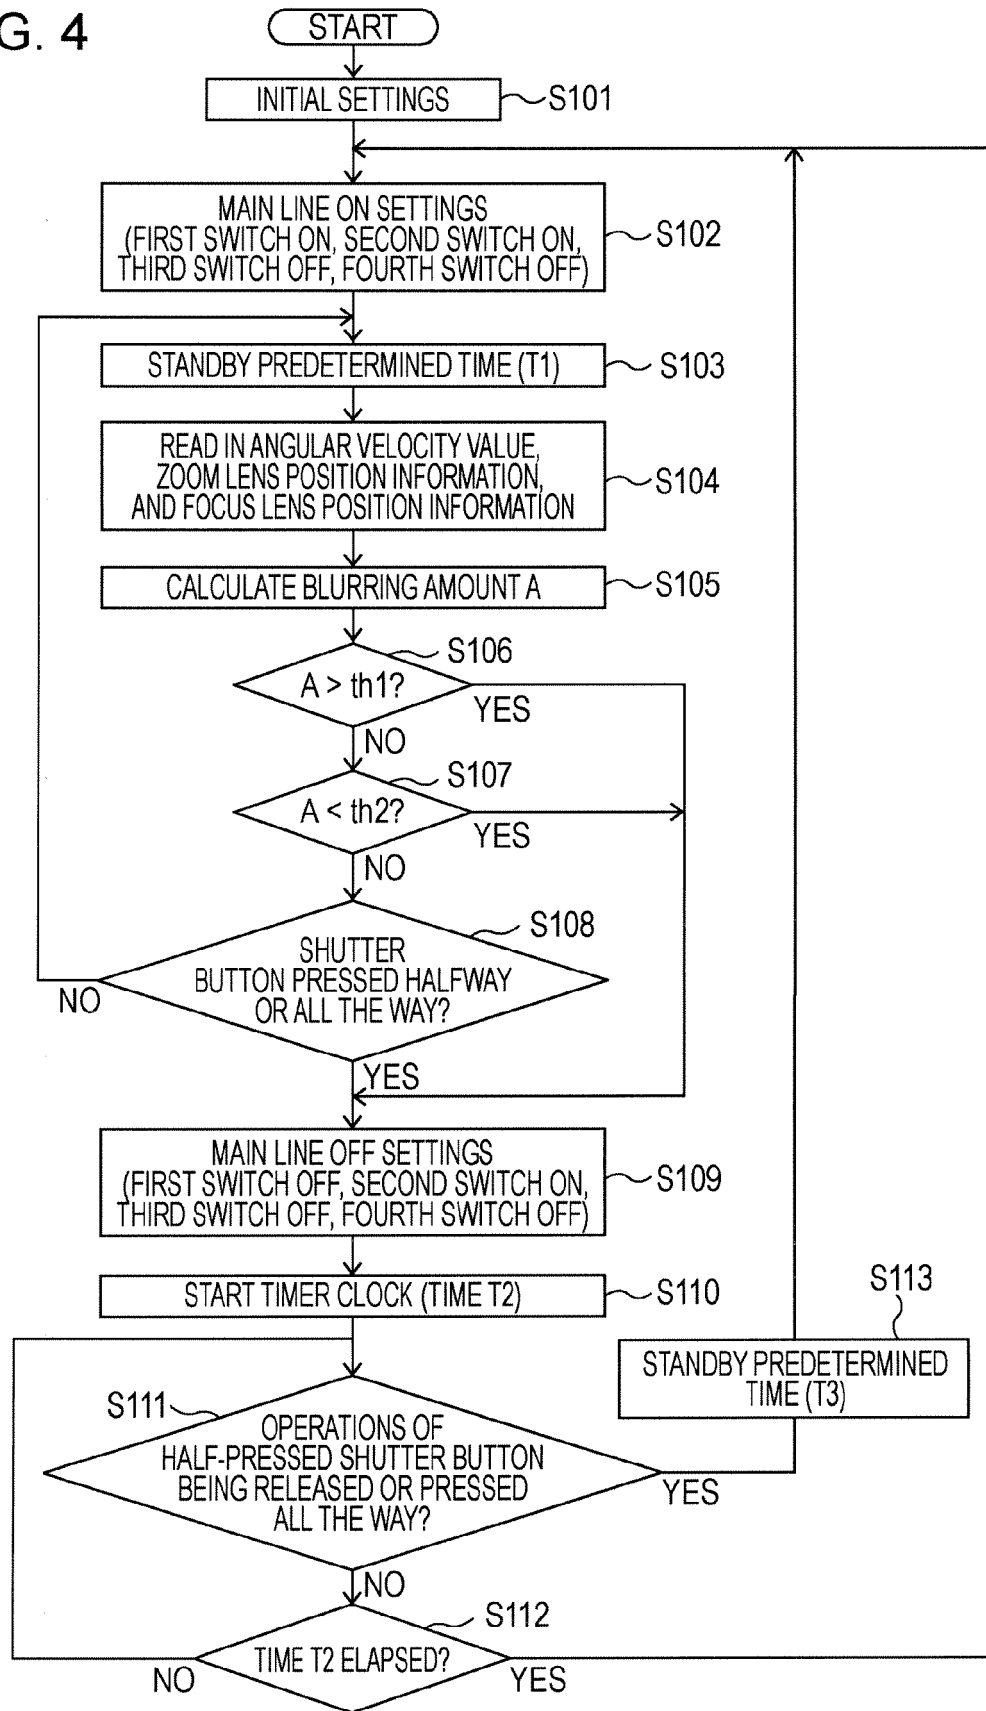 G. 4
START
INITIAL SETTINGS
S101
MAIN LINE ON SETTINGS
(FIRST SWITCH ON, SECOND SWITCH ON,
THIRD SWITCH OFF, FOURTH SWITCH OFF)
S102
STANDBY PREDETERMINED TIME (T1)
S103
READ IN ANGULAR VELOCITY VALUE,
ZOOM LENS POSITION INFORMATION,
AND FOCUS LENS POSITION INFORMATION
S104
CALCULATE BLURRING AMOUNT A
S105
S106
A > th1?
YES
NO
S107
A < th2?
YES
NO
S108
SHUTTER
BUTTON PRESSED HALFWAY
OR ALL THE WAY?
NO
YES
MAIN LINE OFF SETTINGS
(FIRST SWITCH OFF, SECOND SWITCH ON,
THIRD SWITCH OFF, FOURTH SWITCH OFF)
S109
START TIMER CLOCK (TIME T2)
S110
S113
STANDBY PREDETERMINED
TIME (T3)
S111
OPERATIONS OF
HALF-PRESSED SHUTTER BUTTON
BEING RELEASED OR PRESSED
ALL THE WAY?
YES
NO
S112
TIME T2 ELAPSED?
NO
YES